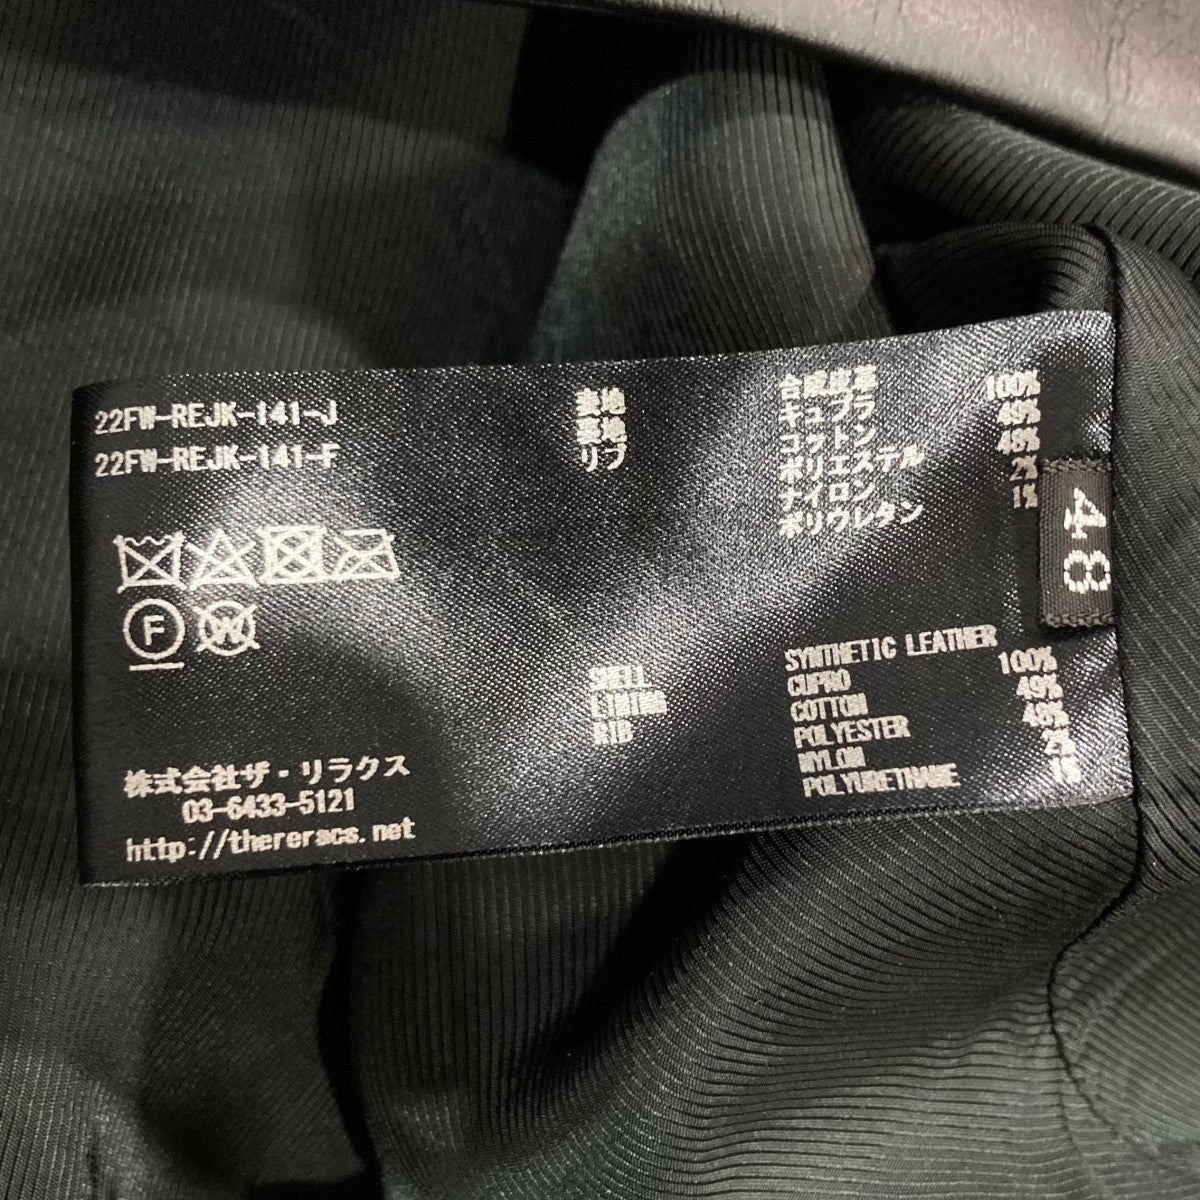 22FW-REJK-141-J
22FW-REJK-141-F
F W
株式会社ザ・リラクス
03-6433-5121
http://thereracs.net
表地
裏地
リブ
合成皮革
キュプラ
コットン
ポリエステル
ナイロン
ポリウレタン
100%
49%
48%
2%
1%
SHELL
LINING
RIB
SYNTHETIC LEATHER
CUPRO
COTTON
POLYESTER
NYLON
POLYURETHANE
100%
49%
48%
2%
1%
48